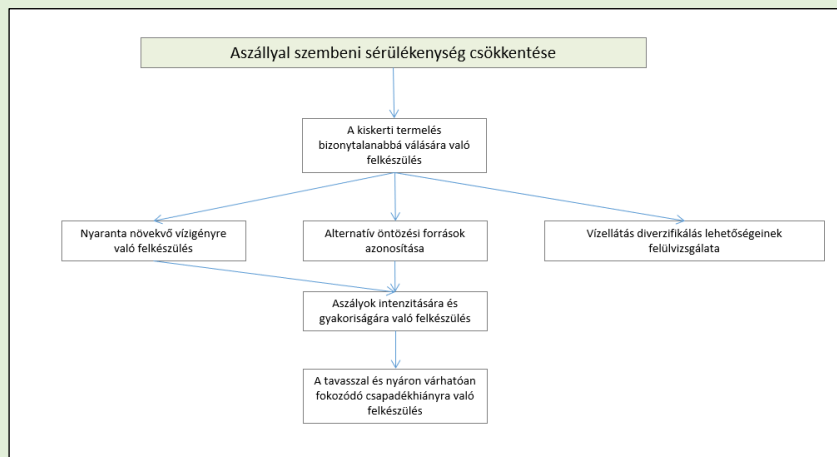 Aszállyal szembeni sérülékenység csökkentése
A kiskerti termelés
bizonytalanabbá válására való
felkészülés
Nyaranta növekvő vízigényre
való felkészülés
Alternatív öntözési források
azonosítása
Vízellátás diverzifikálás lehetőségeinek
felülvizsgálata
Aszályok intenzitására és
gyakoriságára való felkészülés
A tavasszal és nyáron várhatóan
fokozódó csapadékhiányra való
felkészülés